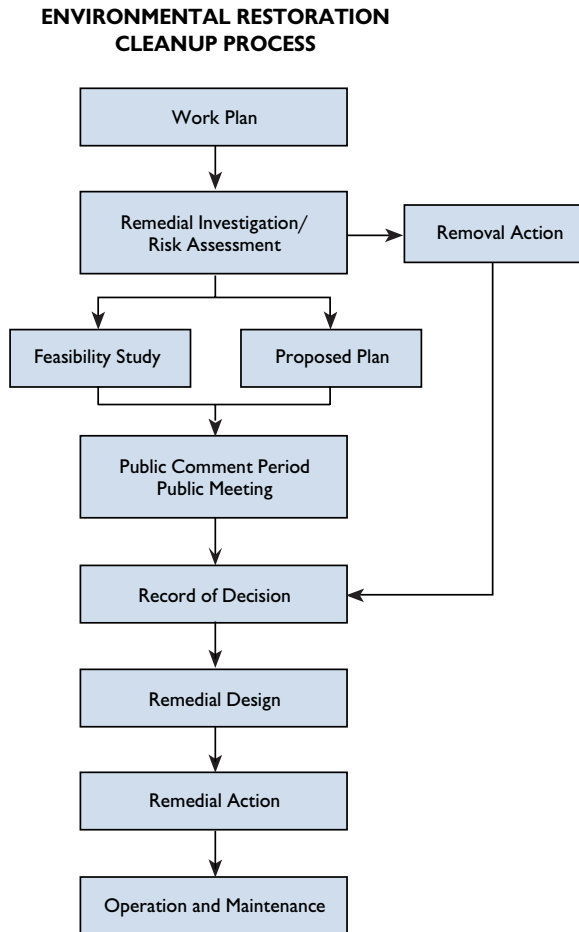 ENVIRONMENTAL RESTORATION
CLEANUP PROCESS
Work Plan
Remedial Investigation/
Risk Assessment
Removal Action
Feasibility Study
Proposed Plan
Public Comment Period
Public Meeting
Record of Decision
Remedial Design
Remedial Action
Operation and Maintenance